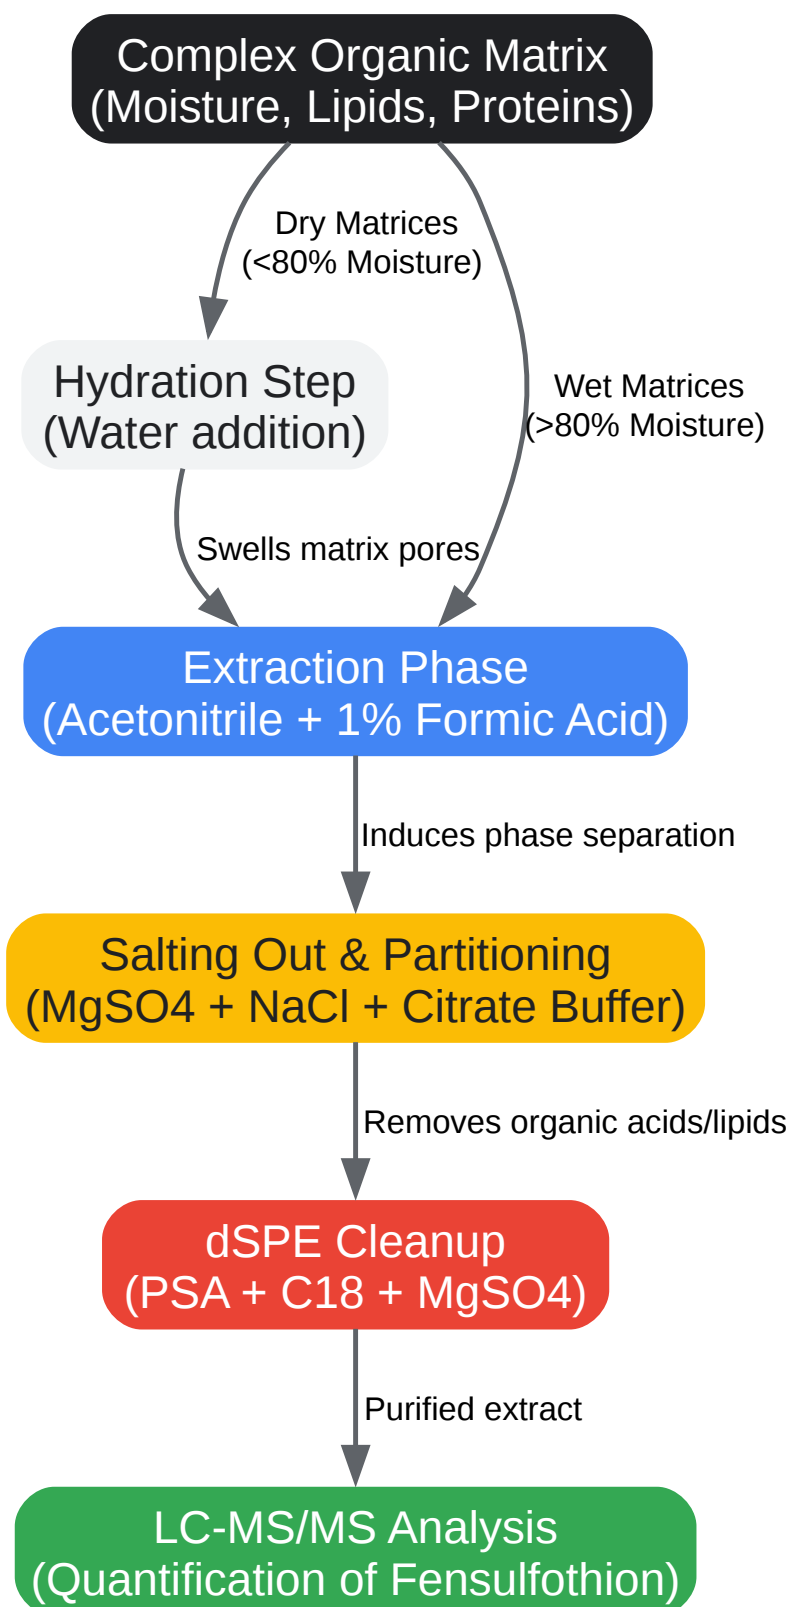 Complex Organic Matrix
(Moisture, Lipids, Proteins)
Dry Matrices
(<80% Moisture)
Hydration Step
(Water addition)
Wet Matrices
(>80% Moisture)
Swells matrix pores
Extraction Phase
(Acetonitrile + 1% Formic Acid)
Induces phase separation
Salting Out & Partitioning
(MgSO4 + NaCl + Citrate Buffer)
Removes organic acids/lipids
dSPE Cleanup
(PSA + C18 + MgSO4)
Purified extract
LC-MS/MS Analysis
(Quantification of Fensulfothion)